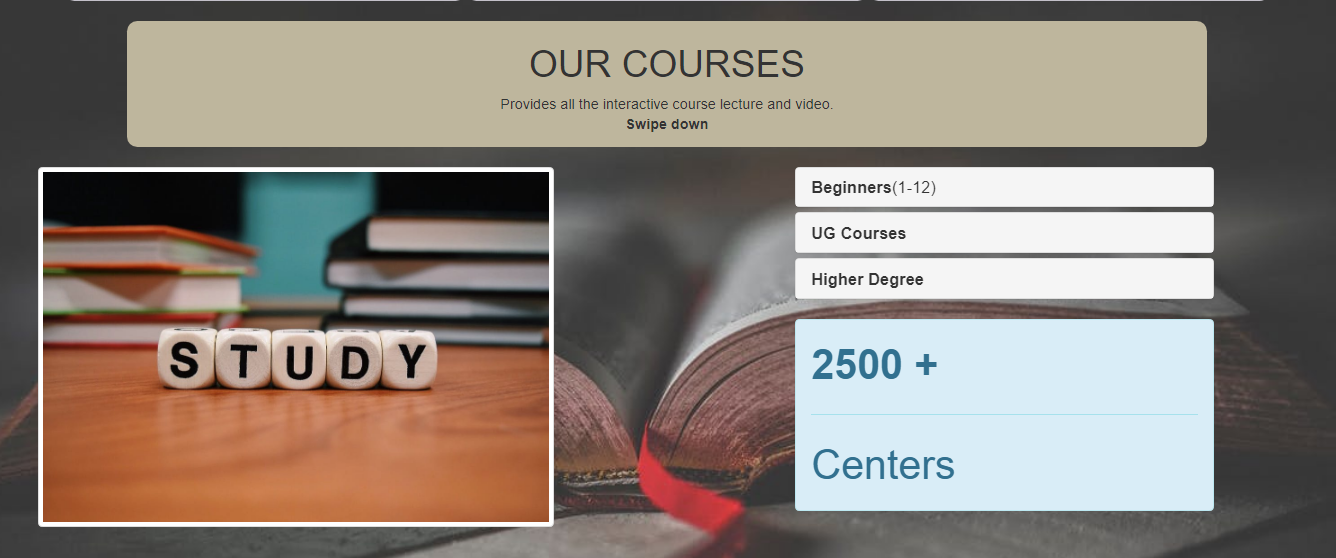 OUR COURSES
Provides all the interactive course lecture and video.
Swipe down
STUDY
Beginners(1-12)
UG Courses
Higher Degree
2500 +
Centers